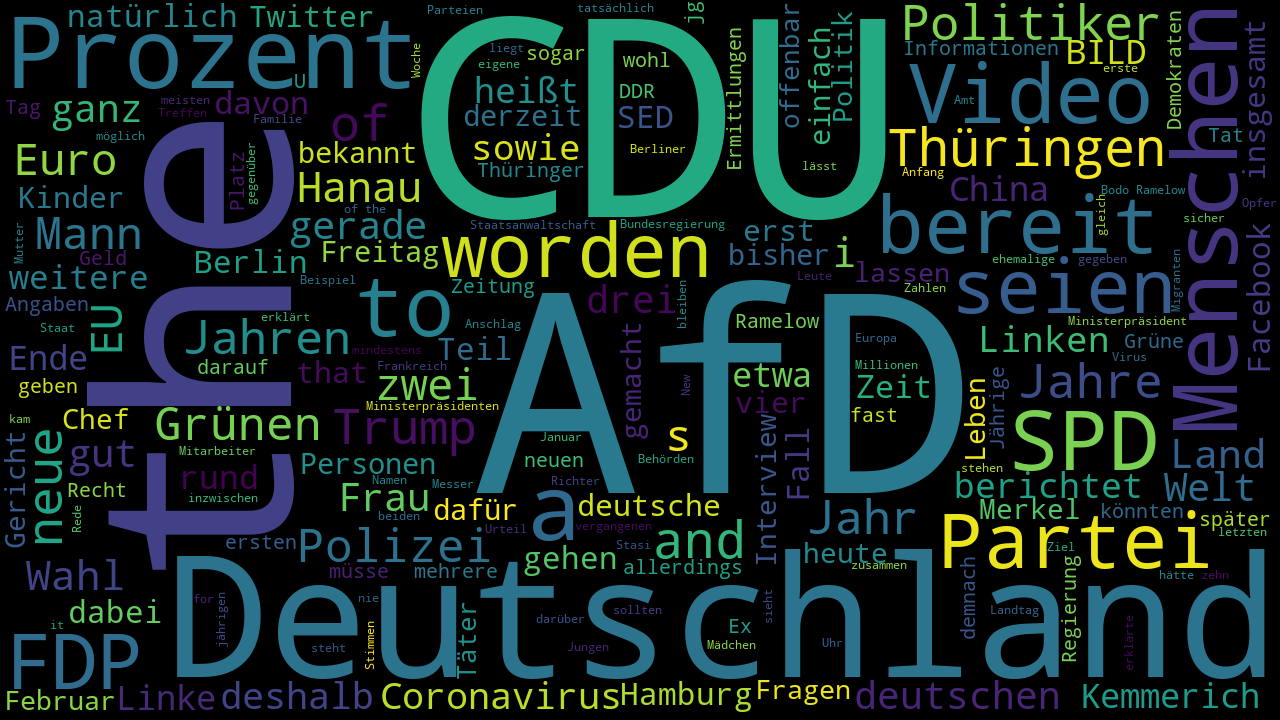 natürlich Twitter Parteien tatsächlich jg Politiker
Prozent CDU
U Woche liegt eigene sogar wohl Ermittlungen offenbar einfach Politik Informationen BILD erste Demokraten Menschen insgesamt
Tag ganz meisten Treffen davon Familie of heißt DDR Video Amt
möglich derzeit SED Tat
Euro bekannt sowie Berliner Thüringen
Platz gegenüber Thüringer lässt Anfang
Kinder Hanau China Bodo Ramelow Opfer
the of the gleich
Mutter Mann gerade Staatsanwaltschaft Bundesregierung erst bereit sicher
Geld Berlin Freitag worden bisher i ehemalige gegeben Migranten Facebook
weitere Beispiel Zeitung Leute lassen Zahlen seien
Angaben to drei bleiben
Staat EU erklärt Anschlag AfD Ramelow Ministerpräsident
Jahren Teil gemacht Europa Linken Grüne
Ende darauf mindestens Frankreich Millionen Virus
geben that zwei New etwa Zeit Leben Jährige Jahre
kam Chef Ministerpräsidenten vier fast
Gericht neue Grünen Trump s Interview Fall SPD
gut Mitarbeiter Januar Behörden Land
Personen neuen stehen
Recht rund Namen Messer Richter berichtet Welt
Rede inzwischen Frau dafür a deutsche Jahr Merkel könnten später
beiden Urteil vergangenen Partei letzten
ersten Polizei Stasi and heute Ziel
Wahl müsse mehrere gehen allerdings zusammen hätte zehn
dabei for jährigen Deutschland nie Täter darüber sieht sollten demnach Landtag Regierung erklärte
it Stimmen Ex
FDP steht Jungen Mädchen Uhr
Februar Linke deshalb Coronavirus Hamburg Fragen deutschen Kemmerich